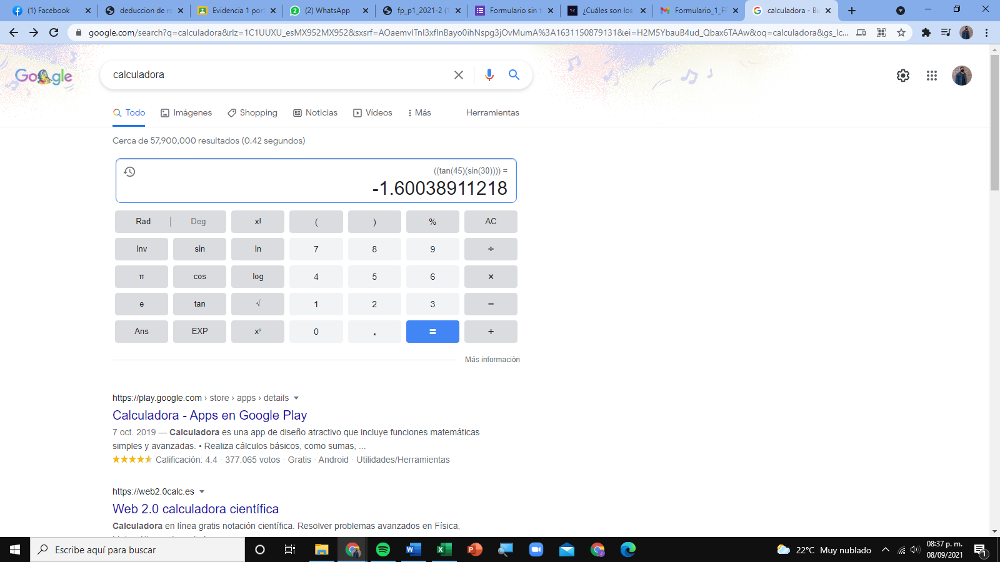 (1) Facebook
deduccion de ro
Evidencia 1 port
(2) WhatsApp
fp_p1_2021-2 (1
Formulario sin t
¿Cuáles son los
Formulario_1_FF
calculadora - Bu
google.com/search?q=calculadora&rlz=1C1UUXU_esMX952MX952&sxsrf=AOaemvITnI3xfInBayo0ihNspg3jOvMumA%3A1631150879131&ei=H2M5YbauB4ud_Qbax6TAAw&oq=calculadora&gs_lc...
Google
calculadora
Todo
Imágenes
Shopping
Noticias
Vídeos
Más
Herramientas
Cerca de 57,900,000 resultados (0.42 segundos)
((tan(45)(sin(30)))) =
-1.60038911218
Rad | Deg x! ( ) % AC
Inv sin ln 7 8 9 ÷
π cos log 4 5 6 ×
e tan √ 1 2 3 −
Ans EXP xʸ 0 . = +
Más información
https://play.google.com › store › apps › details
Calculadora - Apps en Google Play
7 oct. 2019 — Calculadora es una app de diseño atractivo que incluye funciones matemáticas
simples y avanzadas. • Realiza cálculos básicos, como sumas, ...
Calificación: 4.4 · 377.065 votos · Gratis · Android · Utilidades/Herramientas
https://web2.0calc.es
Web 2.0 calculadora científica
Calculadora en línea gratis notación científica. Resolver problemas avanzados en Física,
Escribe aquí para buscar
22°C Muy nublado
08:37 p. m.
08/09/2021
1